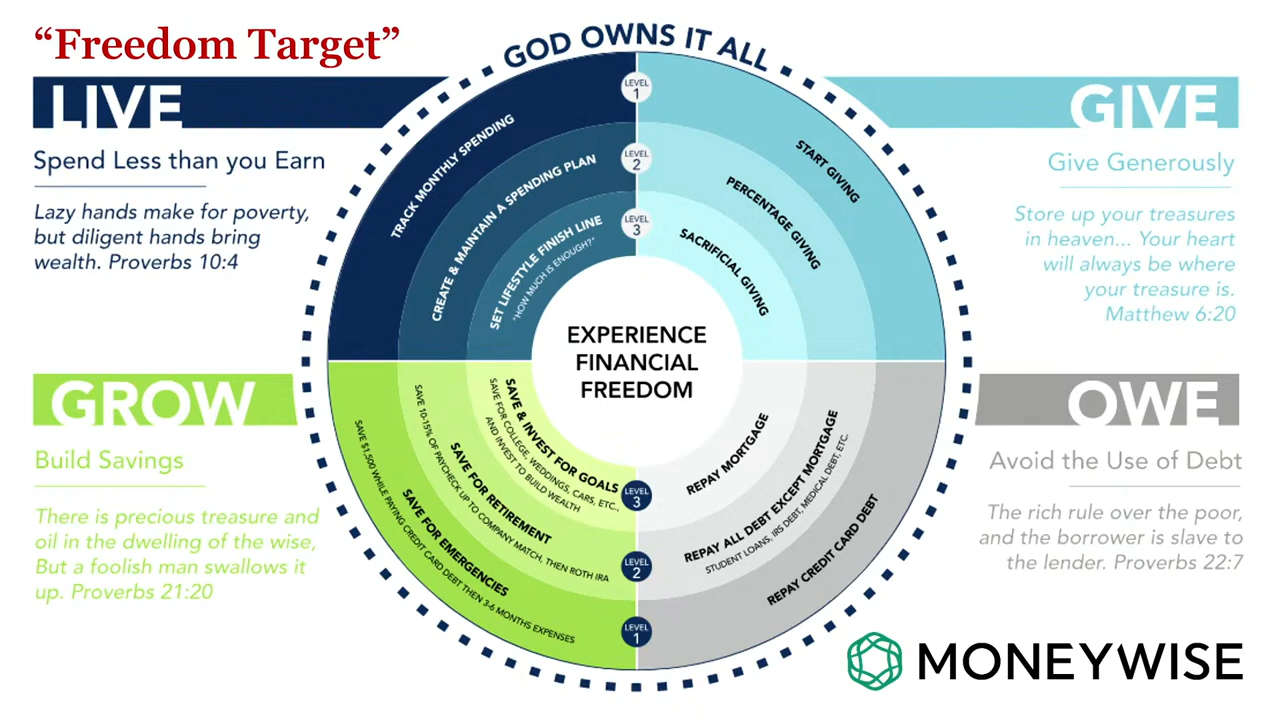 “Freedom Target”
GOD OWNS IT ALL
LIVE
Spend Less than you Earn
Lazy hands make for poverty,
but diligent hands bring
wealth. Proverbs 10:4
GIVE
Give Generously
Store up your treasures
in heaven... Your heart
will always be where
your treasure is.
Matthew 6:20
LEVEL
1
LEVEL
2
LEVEL
3
TRACK MONTHLY SPENDING
CREATE & MAINTAIN A SPENDING PLAN
SET LIFESTYLE FINISH LINE
"HOW MUCH IS ENOUGH?"
START GIVING
PERCENTAGE GIVING
SACRIFICIAL GIVING
EXPERIENCE
FINANCIAL
FREEDOM
GROW
Build Savings
There is precious treasure and
oil in the dwelling of the wise,
But a foolish man swallows it
up. Proverbs 21:20
SAVE & INVEST FOR GOALS
SAVE FOR COLLEGE, WEDDINGS, CARS, ETC.,
AND INVEST TO BUILD WEALTH
SAVE FOR RETIREMENT
SAVE 10-15% OF PAYCHECK UP TO COMPANY MATCH, THEN ROTH IRA
SAVE FOR EMERGENCIES
SAVE $1,500 WHILE PAYING CREDIT CARD DEBT THEN 3-6 MONTHS EXPENSES
LEVEL
3
LEVEL
2
LEVEL
1
REPAY MORTGAGE
REPAY ALL DEBT EXCEPT MORTGAGE
STUDENT LOANS, IRS DEBT, MEDICAL DEBT, ETC.
REPAY CREDIT CARD DEBT
OWE
Avoid the Use of Debt
The rich rule over the poor,
and the borrower is slave to
the lender. Proverbs 22:7
MONEYWISE